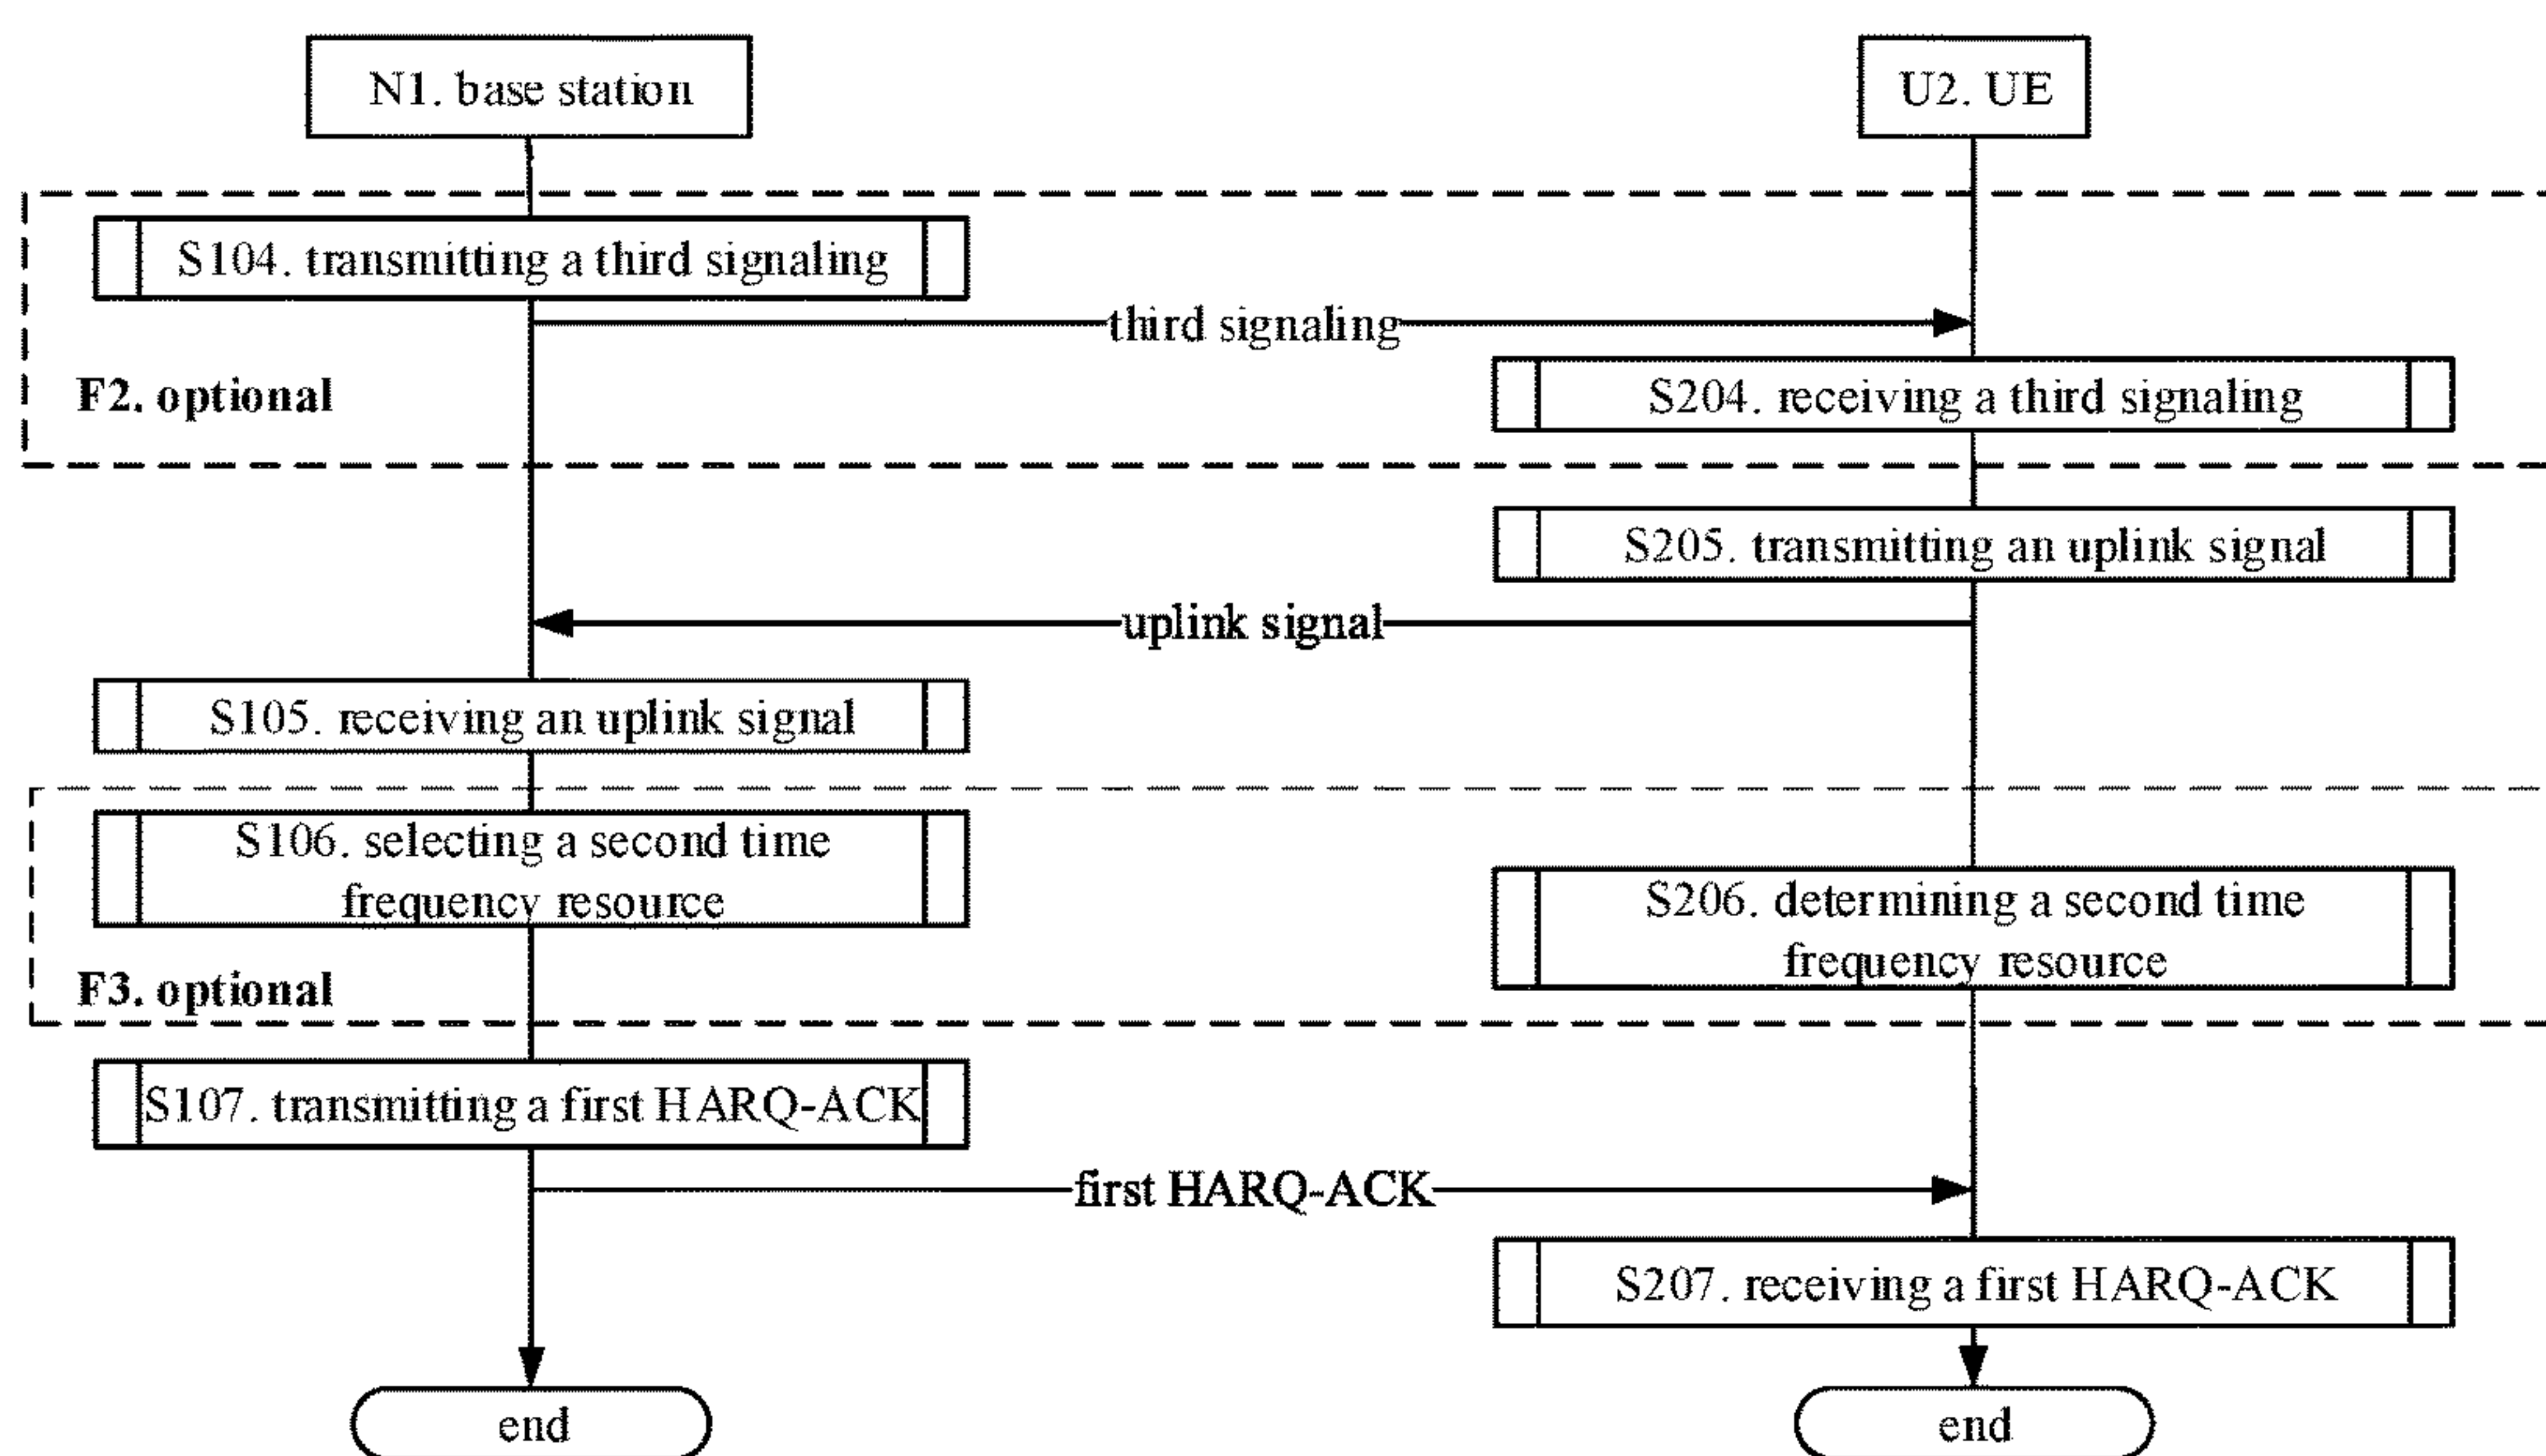 N1. base station
U2. UE
S104. transmitting a third signaling
third signaling
F2. optional
S204. receiving a third signaling
S205. transmitting an uplink signal
uplink signal
S105. receiving an uplink signal
S106. selecting a second time
frequency resource
S206. determining a second time
frequency resource
F3. optional
S107. transmitting a first HARQ-ACK
first HARQ-ACK
S207. receiving a first HARQ-ACK
end
end